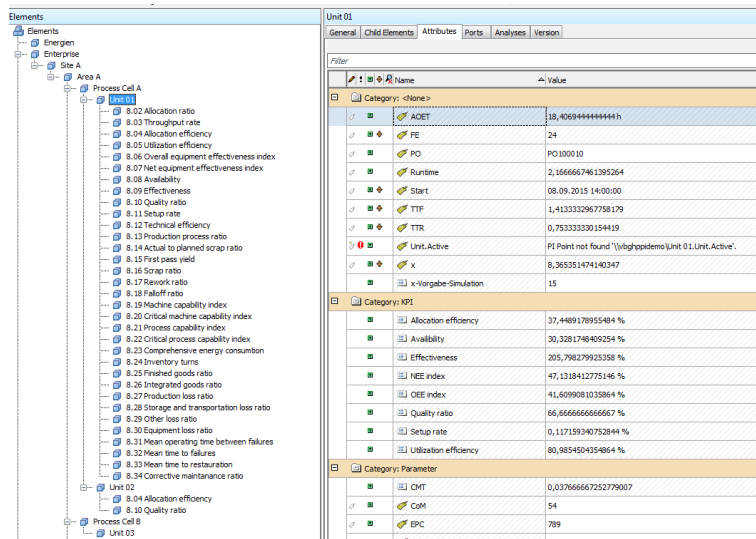 Elements
Elements
Energien
Enterprise
Site A
Area A
Process Cell A
Unit 01
8.02 Allocation ratio
8.03 Throughput rate
8.04 Allocation efficiency
8.05 Utilization efficiency
8.06 Overall equipment effectiveness index
8.07 Net equipment effectiveness index
8.08 Availability
8.09 Effectiveness
8.10 Quality ratio
8.11 Setup rate
8.12 Technical efficiency
8.13 Production process ratio
8.14 Actual to planned scrap ratio
8.15 First pass yield
8.16 Scrap ratio
8.17 Rework ratio
8.18 Falloff ratio
8.19 Machine capability index
8.20 Critical machine capability index
8.21 Process capability index
8.22 Critical process capability index
8.23 Comprehensive energy consumtion
8.24 Inventory turns
8.25 Finished goods ratio
8.26 Integrated goods ratio
8.27 Production loss ratio
8.28 Storage and transportation loss ratio
8.29 Other loss ratio
8.30 Equipment loss ratio
8.31 Mean operating time between failures
8.32 Mean time to failures
8.33 Mean time to restauration
8.34 Corrective maintanance ratio
Unit 02
8.04 Allocation efficiency
8.10 Quality ratio
Process Cell B
Unit 03
Unit 01
General Child Elements Attributes Ports Analyses Version
Filter
Name Value
Category: <None>
AOET 18,4069444444444 h
FE 24
PO PO100010
Runtime 2,1666667461395264
Start 08.09.2015 14:00:00
TTF 1,4133332967758179
TTR 0,753333330154419
Unit.Active PI Point not found '\\vbghppidemo\Unit 01.Unit.Active'.
x 8,365351474140347
x-Vorgabe-Simulation 15
Category: KPI
Allocation efficiency 37,4489178955484 %
Availibility 30,3281748409254 %
Effectiveness 205,798279925358 %
NEE index 47,1318412775146 %
OEE index 41,6099081035864 %
Quality ratio 66,6666666666667 %
Setup rate 0,117159340752844 %
Utilization efficiency 80,9854504354864 %
Category: Parameter
CMT 0,037666667252779007
CoM 54
EPC 789